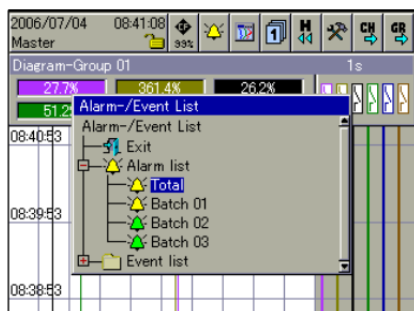 2006/07/04 08:41:08
Master 99%
1
H
CH
GR
Diagram-Group 01 1s
27.7% 361.4% 26.2%
51.2
Alarm-/Event List
Alarm-/Event List
Exit
Alarm list
Total
Batch 01
Batch 02
Batch 03
Event list
08:40:53
08:39:53
08:38:53